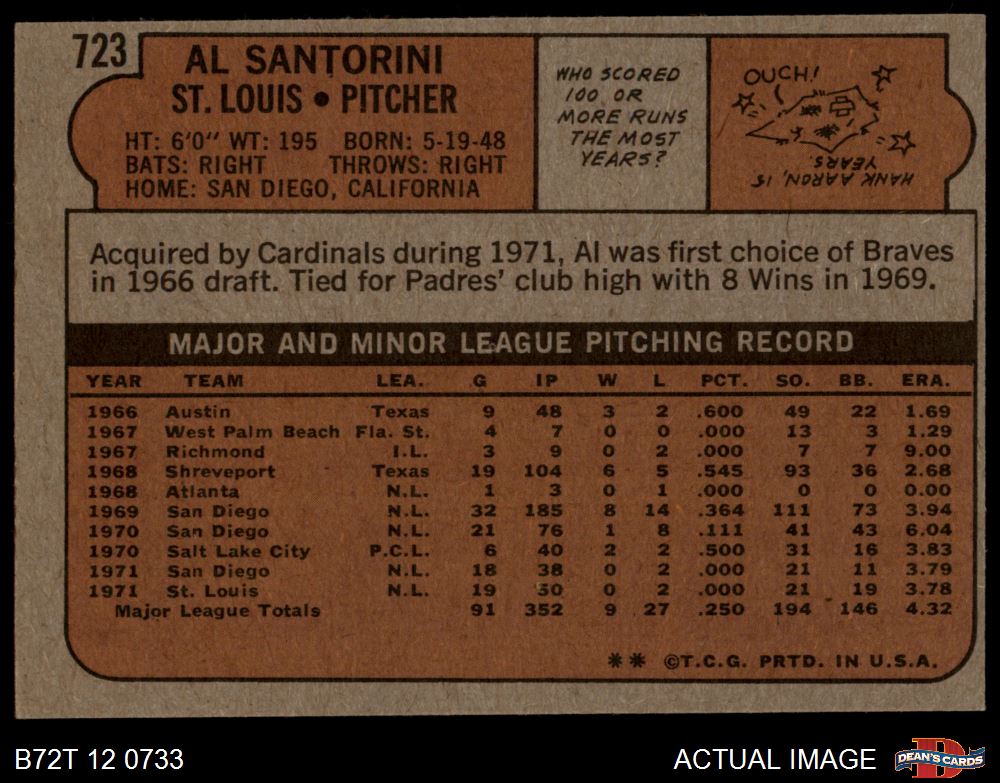 723
AL SANTORINI
ST. LOUIS • PITCHER
HT: 6'0" WT: 195 BORN: 5-19-48
BATS: RIGHT THROWS: RIGHT
HOME: SAN DIEGO, CALIFORNIA
WHO SCORED
100 OR
MORE RUNS
THE MOST
YEARS?
OUCH!
HANK AARON, 15
YEARS.
Acquired by Cardinals during 1971, Al was first choice of Braves
in 1966 draft. Tied for Padres' club high with 8 Wins in 1969.
MAJOR AND MINOR LEAGUE PITCHING RECORD
YEAR TEAM LEA. G IP W L PCT. SO. BB. ERA.
1966 Austin Texas 9 48 3 2 .600 49 22 1.69
1967 West Palm Beach Fla. St. 4 7 0 0 .000 13 3 1.29
1967 Richmond I.L. 3 9 0 2 .000 7 7 9.00
1968 Shreveport Texas 19 104 6 5 .545 93 36 2.68
1968 Atlanta N.L. 1 3 0 1 .000 0 0 0.00
1969 San Diego N.L. 32 185 8 14 .364 111 73 3.94
1970 San Diego N.L. 21 76 1 8 .111 41 43 6.04
1970 Salt Lake City P.C.L. 6 40 2 2 .500 31 16 3.83
1971 San Diego N.L. 18 38 0 2 .000 21 11 3.79
1971 St. Louis N.L. 19 50 0 2 .000 21 19 3.78
Major League Totals 91 352 9 27 .250 194 146 4.32
** ©T.C.G. PRTD. IN U.S.A.
B72T 12 0733
ACTUAL IMAGE
DEAN'S CARDS